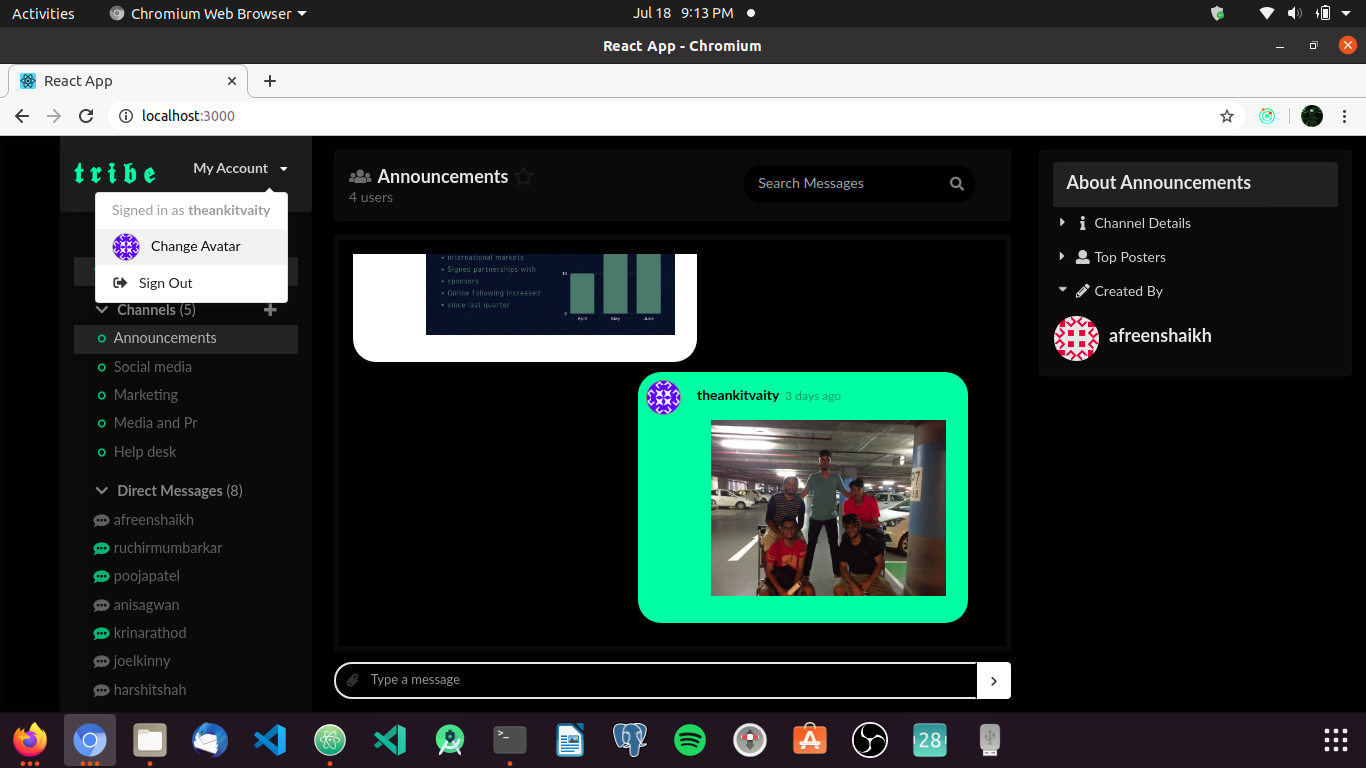 Activities
Chromium Web Browser
Jul 18 9:13 PM
React App - Chromium
React App
localhost:3000
tribe
My Account
Signed in as theankitvaity
Change Avatar
Sign Out
Channels (5)
Announcements
Social media
Marketing
Media and Pr
Help desk
Direct Messages (8)
afreenshaikh
ruchirmumbarkar
poojapatel
anisagwan
krinarathod
joelkinny
harshitshah
Announcements
4 users
Search Messages
international markets
Signed partnerships with
sponsors
Online following increased
since last quarter
10
0
April
May
June
theankitvaity 3 days ago
Type a message
About Announcements
Channel Details
Top Posters
Created By
afreenshaikh
>_
28